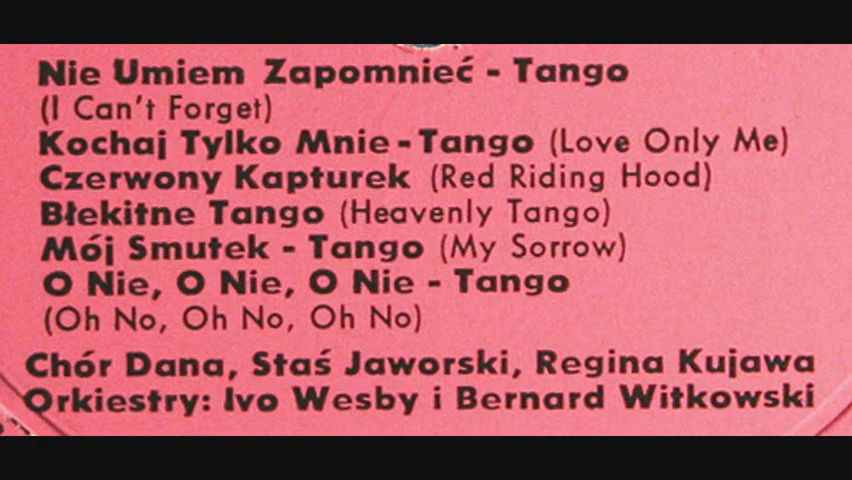 Nie Umiem Zapomnieć - Tango
(I Can't Forget)
Kochaj Tylko Mnie - Tango (Love Only Me)
Czerwony Kapturek (Red Riding Hood)
Błekitne Tango (Heavenly Tango)
Mój Smutek - Tango (My Sorrow)
O Nie, O Nie, O Nie - Tango
(Oh No, Oh No, Oh No)
Chór Dana, Staś Jaworski, Regina Kujawa
Orkiestry: Ivo Wesby i Bernard Witkowski